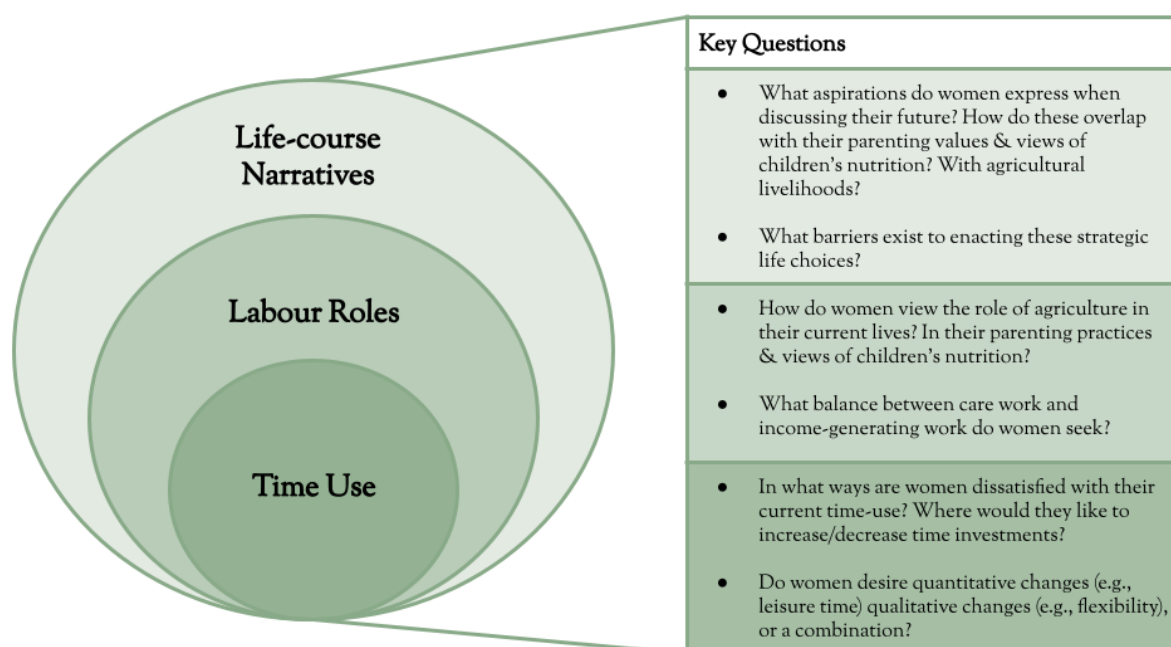 Life-course
Narratives
Labour Roles
Time Use
Key Questions
● What aspirations do women express when
discussing their future? How do these overlap
with their parenting values & views of
children's nutrition? With agricultural
livelihoods?
● What barriers exist to enacting these strategic
life choices?
● How do women view the role of agriculture in
their current lives? In their parenting practices
& views of children's nutrition?
● What balance between care work and
income-generating work do women seek?
● In what ways are women dissatisfied with their
current time-use? Where would they like to
increase/decrease time investments?
● Do women desire quantitative changes (e.g.,
leisure time) qualitative changes (e.g., flexibility),
or a combination?